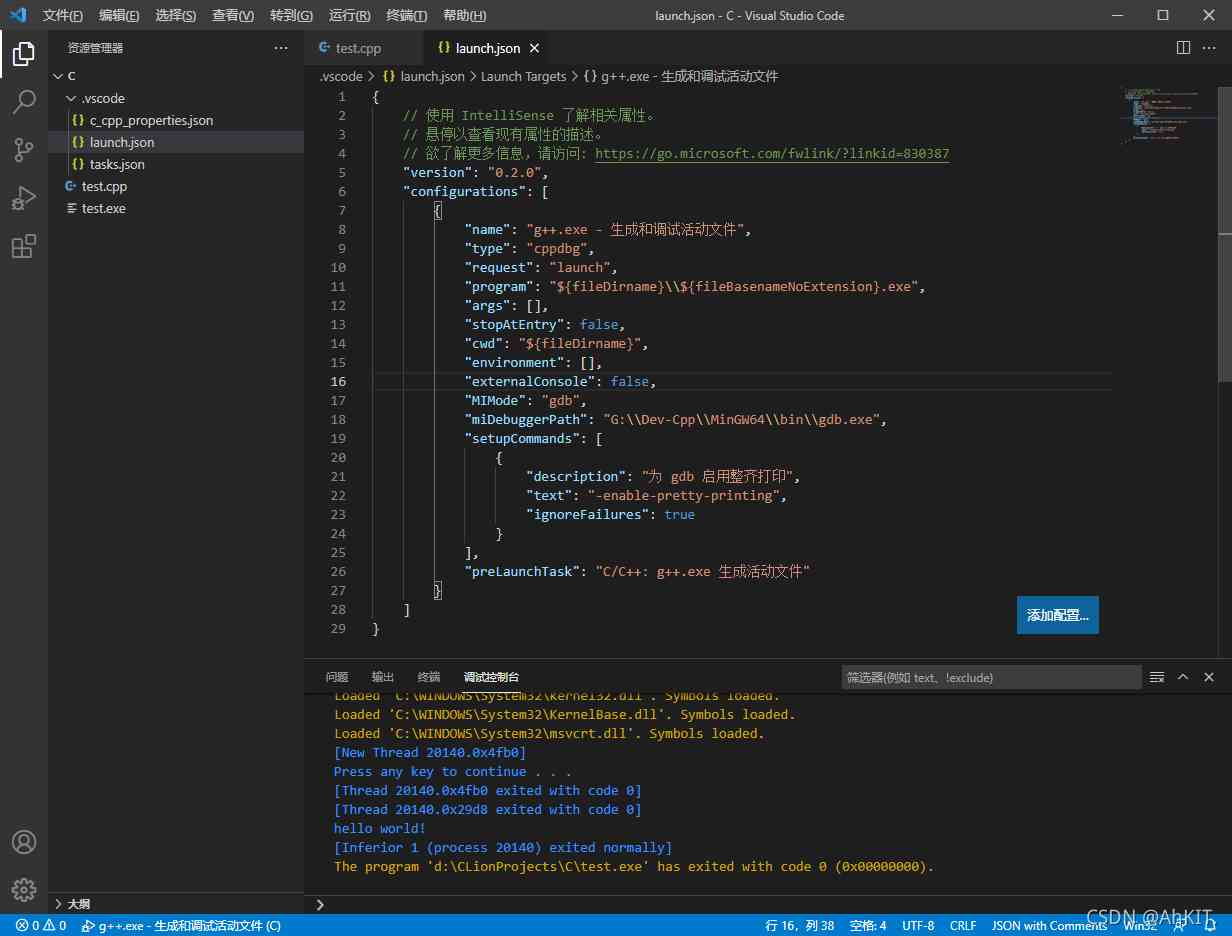 文件(F) 编辑(E) 选择(S) 查看(V) 转到(G) 运行(R) 终端(T) 帮助(H) launch.json - C - Visual Studio Code
资源管理器 ...
C
.vscode
{} c_cpp_properties.json
{} launch.json
{} tasks.json
test.cpp
test.exe
大纲
test.cpp {} launch.json
.vscode > {} launch.json > Launch Targets > {} g++.exe - 生成和调试活动文件
1 {
2 // 使用 IntelliSense 了解相关属性。
3 // 悬停以查看现有属性的描述。
4 // 欲了解更多信息，请访问: https://go.microsoft.com/fwlink/?linkid=830387
5 "version": "0.2.0",
6 "configurations": [
7 {
8 "name": "g++.exe - 生成和调试活动文件",
9 "type": "cppdbg",
10 "request": "launch",
11 "program": "${fileDirname}\\${fileBasenameNoExtension}.exe",
12 "args": [],
13 "stopAtEntry": false,
14 "cwd": "${fileDirname}",
15 "environment": [],
16 "externalConsole": false,
17 "MIMode": "gdb",
18 "miDebuggerPath": "G:\\Dev-Cpp\\MinGW64\\bin\\gdb.exe",
19 "setupCommands": [
20 {
21 "description": "为 gdb 启用整齐打印",
22 "text": "-enable-pretty-printing",
23 "ignoreFailures": true
24 }
25 ],
26 "preLaunchTask": "C/C++: g++.exe 生成活动文件"
27 }
28 ]
29 }
添加配置...
问题 输出 终端 调试控制台 筛选器(例如 text、!exclude)
Loaded 'C:\WINDOWS\System32\kernel32.dll'. Symbols loaded.
Loaded 'C:\WINDOWS\System32\KernelBase.dll'. Symbols loaded.
Loaded 'C:\WINDOWS\System32\msvcrt.dll'. Symbols loaded.
[New Thread 20140.0x4fb0]
Press any key to continue . . .
[Thread 20140.0x4fb0 exited with code 0]
[Thread 20140.0x29d8 exited with code 0]
hello world!
[Inferior 1 (process 20140) exited normally]
The program 'd:\CLionProjects\C\test.exe' has exited with code 0 (0x00000000).
CSDN @AhKIT
0 0 g++.exe - 生成和调试活动文件 (C) 行 16，列 38 空格: 4 UTF-8 CRLF JSON with Comments Win32